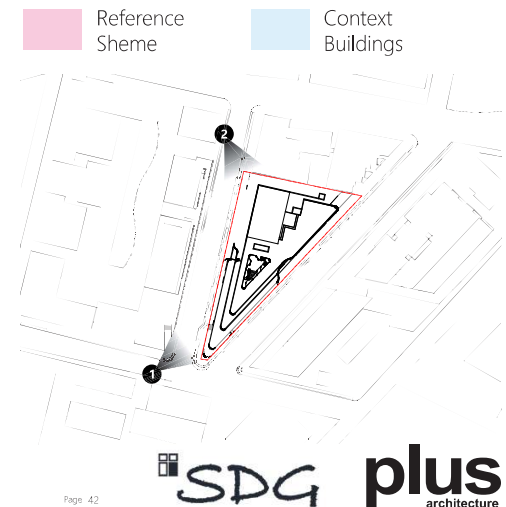 Reference
Sheme
Context
Buildings
2
1
SDG
plus
architecture
Page 42